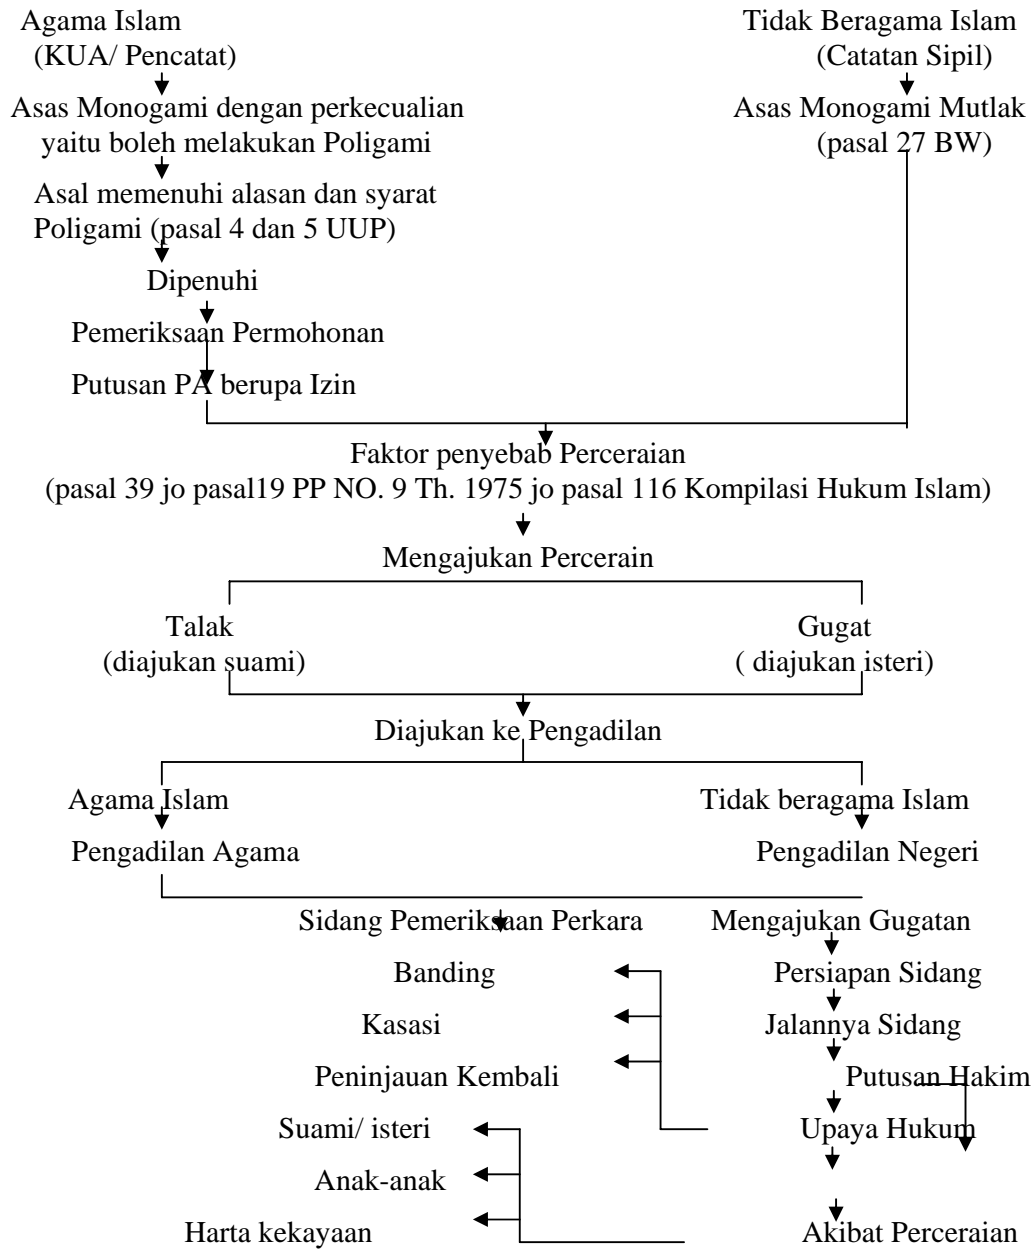 Agama Islam
(KUA/ Pencatat)
Tidak Beragama Islam
(Catatan Sipil)
Asas Monogami dengan perkecualian
yaitu boleh melakukan Poligami
Asas Monogami Mutlak
(pasal 27 BW)
Asal memenuhi alasan dan syarat
Poligami (pasal 4 dan 5 UUP)
Dipenuhi
Pemeriksaan Permohonan
Putusan PA berupa Izin
Faktor penyebab Perceraian
(pasal 39 jo pasal19 PP NO. 9 Th. 1975 jo pasal 116 Kompilasi Hukum Islam)
Mengajukan Percerain
Talak
(diajukan suami)
Gugat
( diajukan isteri)
Diajukan ke Pengadilan
Agama Islam
Tidak beragama Islam
Pengadilan Agama
Pengadilan Negeri
Sidang Pemeriksaan Perkara
Mengajukan Gugatan
Banding
Persiapan Sidang
Kasasi
Jalannya Sidang
Peninjauan Kembali
Putusan Hakim
Suami/ isteri
Upaya Hukum
Anak-anak
Harta kekayaan
Akibat Perceraian